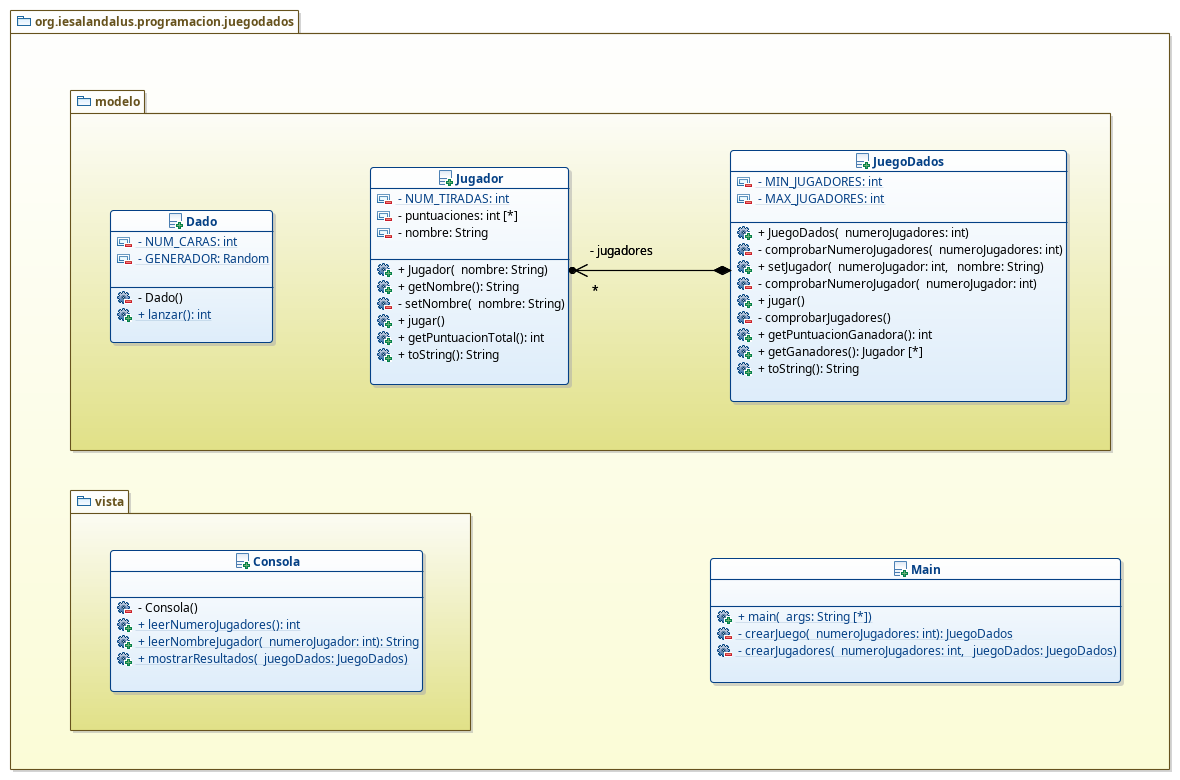 org.iesalandalus.programacion.juegodados
modelo
Dado
- NUM_CARAS: int
- GENERADOR: Random
- Dado()
+ lanzar(): int
Jugador
- NUM_TIRADAS: int
- puntuaciones: int [*]
- nombre: String
+ Jugador(  nombre: String)
+ getNombre(): String
- setNombre(  nombre: String)
+ jugar()
+ getPuntuacionTotal(): int
+ toString(): String
- jugadores
*
JuegoDados
- MIN_JUGADORES: int
- MAX_JUGADORES: int
+ JuegoDados(  numeroJugadores: int)
- comprobarNumeroJugadores(  numeroJugadores: int)
+ setJugador(  numeroJugador: int,   nombre: String)
- comprobarNumeroJugador(  numeroJugador: int)
+ jugar()
- comprobarJugadores()
+ getPuntuacionGanadora(): int
+ getGanadores(): Jugador [*]
+ toString(): String
vista
Consola
- Consola()
+ leerNumeroJugadores(): int
+ leerNombreJugador(  numeroJugador: int): String
+ mostrarResultados(  juegoDados: JuegoDados)
Main
+ main(  args: String [*])
- crearJuego(  numeroJugadores: int): JuegoDados
- crearJugadores(  numeroJugadores: int,   juegoDados: JuegoDados)